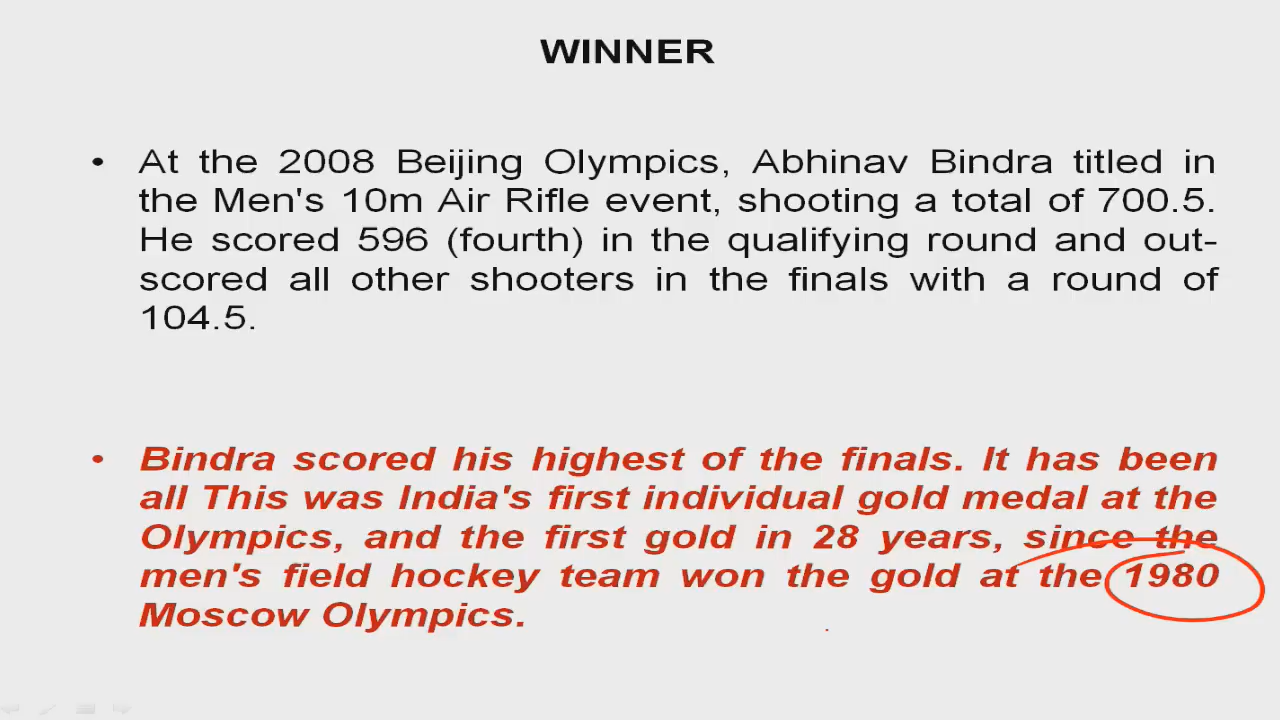 WINNER
• At the 2008 Beijing Olympics, Abhinav Bindra titled in
the Men's 10m Air Rifle event, shooting a total of 700.5.
He scored 596 (fourth) in the qualifying round and out-
scored all other shooters in the finals with a round of
104.5.
• Bindra scored his highest of the finals. It has been
all This was India's first individual gold medal at the
Olympics, and the first gold in 28 years, since the
men's field hockey team won the gold at the 1980
Moscow Olympics.